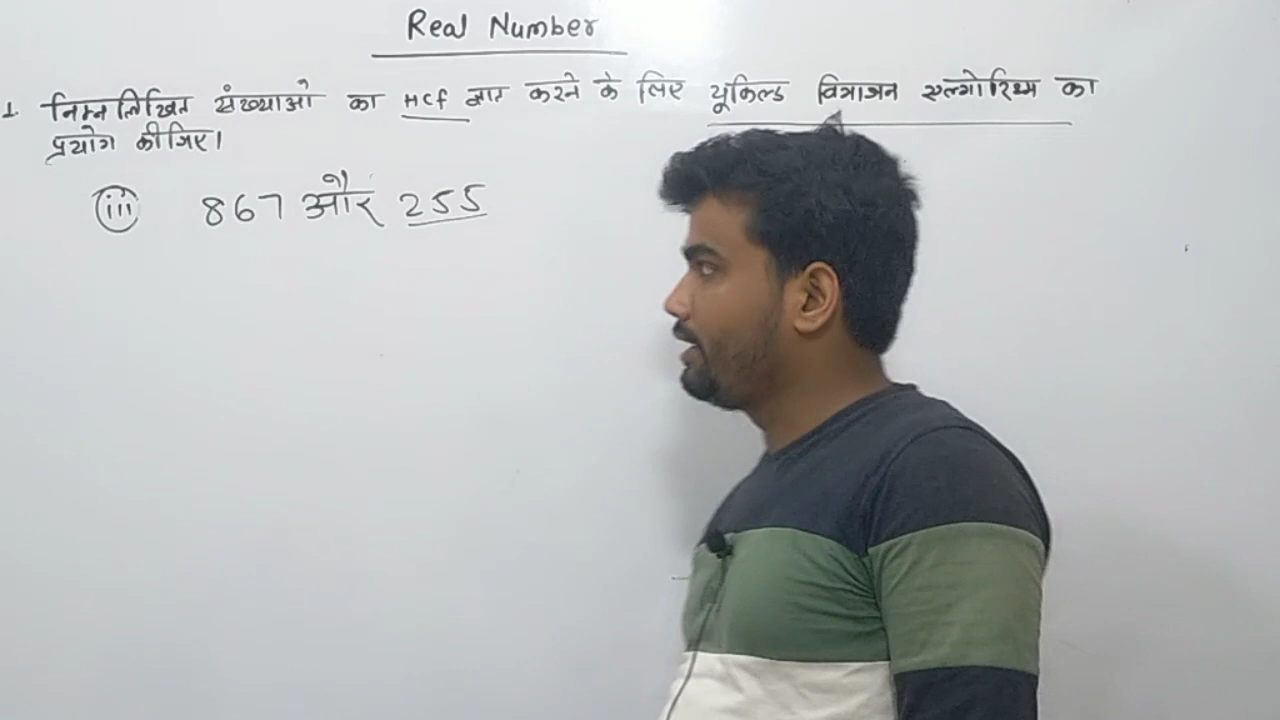 Real Number
1. निम्नलिखित संख्याओ का HCF ज्ञात करने के लिए यूक्लिड विभाजन एल्गोरिथ्म का
प्रयोग कीजिए।
(iii) 867 और 255